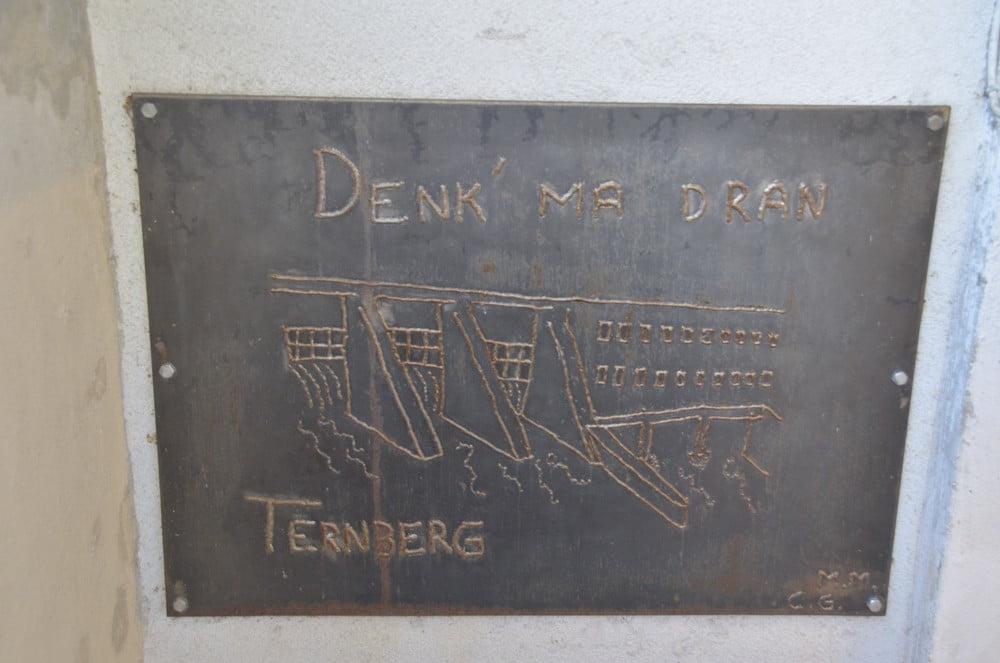 DENK' MA DRAN
TERNBERG
M.M.
C.G.